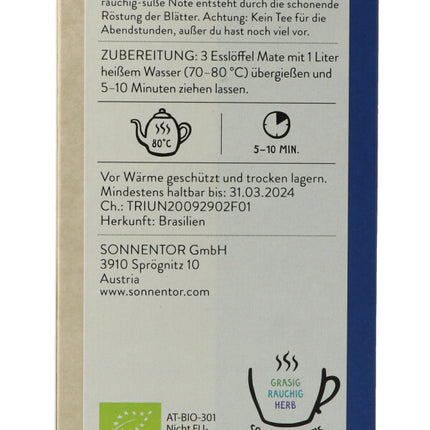 rauchig-süße Note entsteht durch die schonende
Röstung der Blätter. Achtung: Kein Tee für die
Abendstunden, außer du hast noch viel vor.
ZUBEREITUNG: 3 Esslöffel Mate mit 1 Liter
heißem Wasser (70–80 °C) übergießen und
5–10 Minuten ziehen lassen.
80°C
5-10 MIN.
Vor Wärme geschützt und trocken lagern.
Mindestens haltbar bis: 31.03.2024
Ch.: TRIUN20092902F01
Herkunft: Brasilien
SONNENTOR GmbH
3910 Sprögnitz 10
Austria
www.sonnentor.com
GRASIG
RAUCHIG
HERB
AT-BIO-301
Nicht EU-